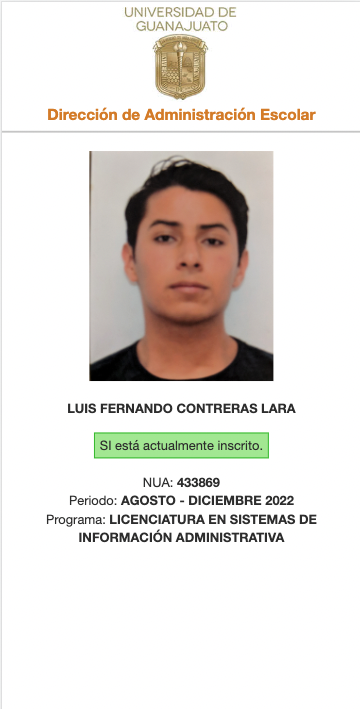 UNIVERSIDAD DE
GUANAJUATO
Dirección de Administración Escolar
LUIS FERNANDO CONTRERAS LARA
SI está actualmente inscrito.
NUA: 433869
Periodo: AGOSTO - DICIEMBRE 2022
Programa: LICENCIATURA EN SISTEMAS DE
INFORMACIÓN ADMINISTRATIVA